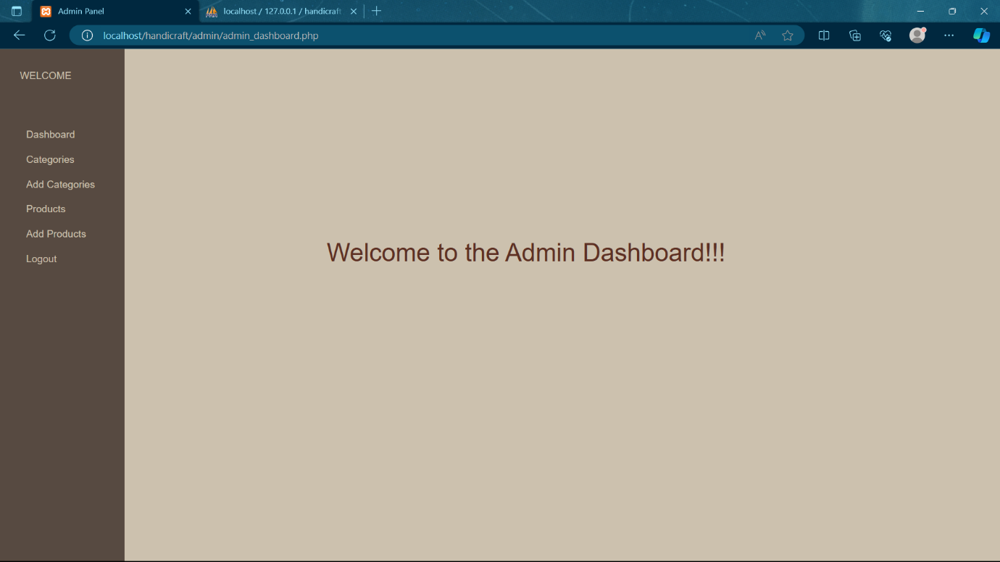 Admin Panel
localhost / 127.0.0.1 / handicraft
localhost/handicraft/admin/admin_dashboard.php
WELCOME
Dashboard
Categories
Add Categories
Products
Add Products
Logout
Welcome to the Admin Dashboard!!!